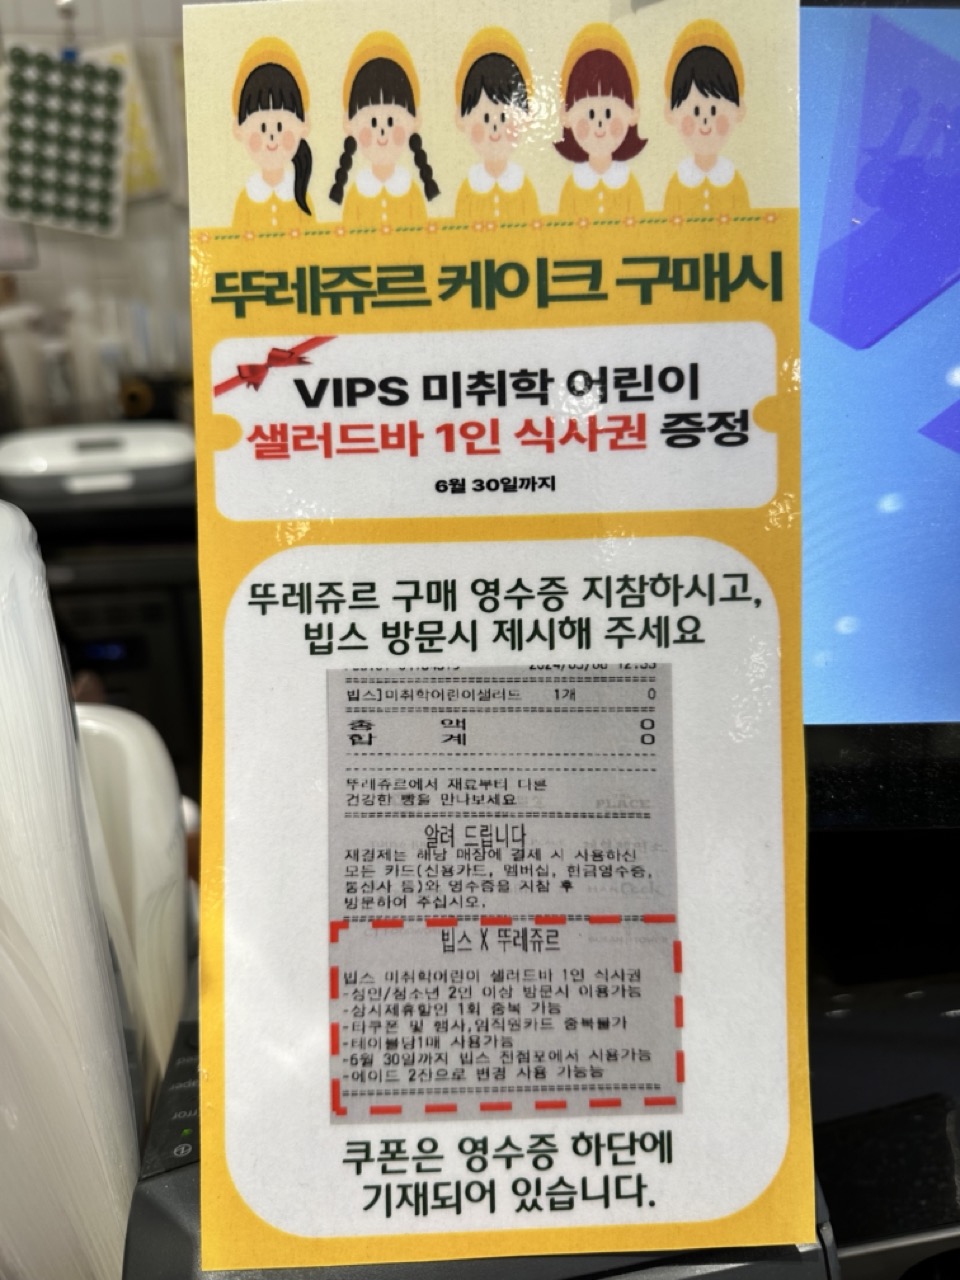 뚜레쥬르 케이크 구매시
VIPS 미취학 어린이
샐러드바 1인 식사권 증정
6월 30일까지
뚜레쥬르 구매 영수증 지참하시고,
빕스 방문시 제시해 주세요
빕스]미취학어린이샐러드 1개 0
총 액 0
합 계 0
뚜레쥬르에서 재료부터 다른
건강한 빵을 만나보세요
알려 드립니다
재결제는 해당 매장에 결제 시 사용하신
모든 카드(신용카드, 멤버십, 현금영수증,
통신사 등)와 영수증을 지참 후
방문하여 주십시오.
빕스 X 뚜레쥬르
빕스 미취학어린이 샐러드바 1인 식사권
-성인/청소년 2인 이상 방문시 이용가능
-상시제휴할인 1회 중복 가능
-타쿠폰 및 행사,임직원카드 중복불가
-테이블당1매 사용가능
-6월 30일까지 빕스 전점포에서 사용가능
-에이드 2잔으로 변경 사용 가능능
쿠폰은 영수증 하단에
기재되어 있습니다.